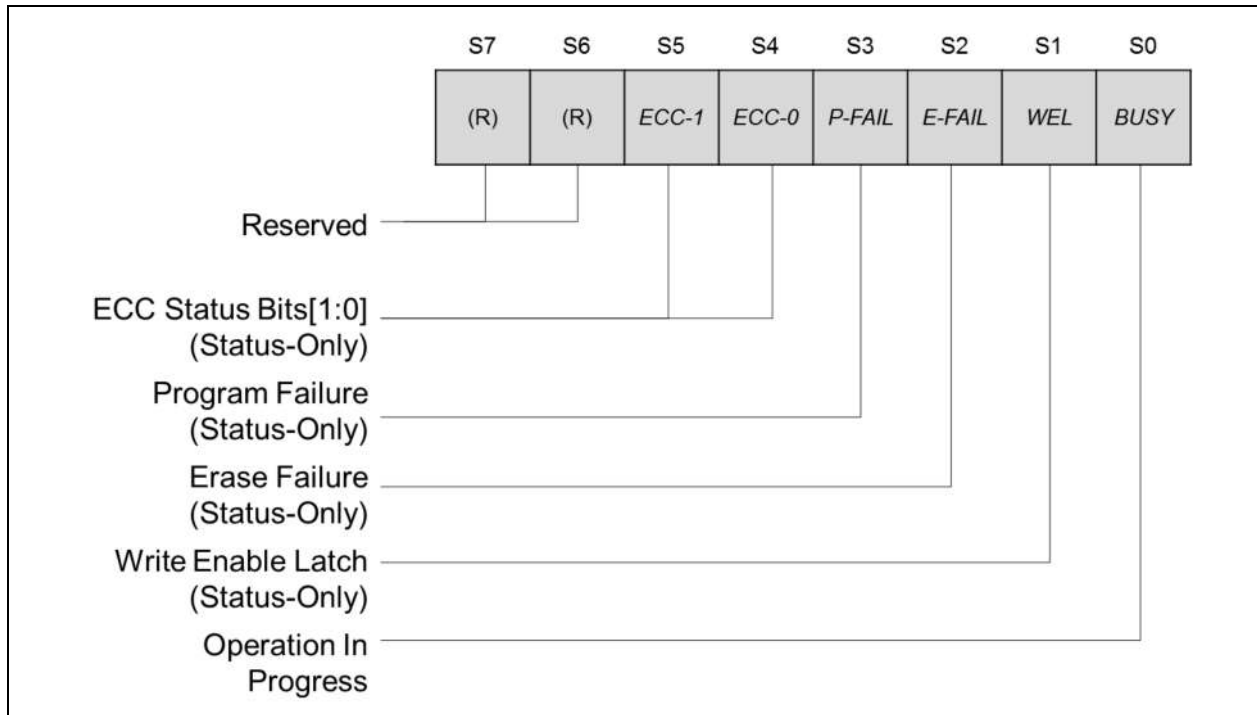 S7 S6 S5 S4 S3 S2 S1 S0
(R) (R) ECC-1 ECC-0 P-FAIL E-FAIL WEL BUSY
Reserved
ECC Status Bits[1:0]
(Status-Only)
Program Failure
(Status-Only)
Erase Failure
(Status-Only)
Write Enable Latch
(Status-Only)
Operation In
Progress